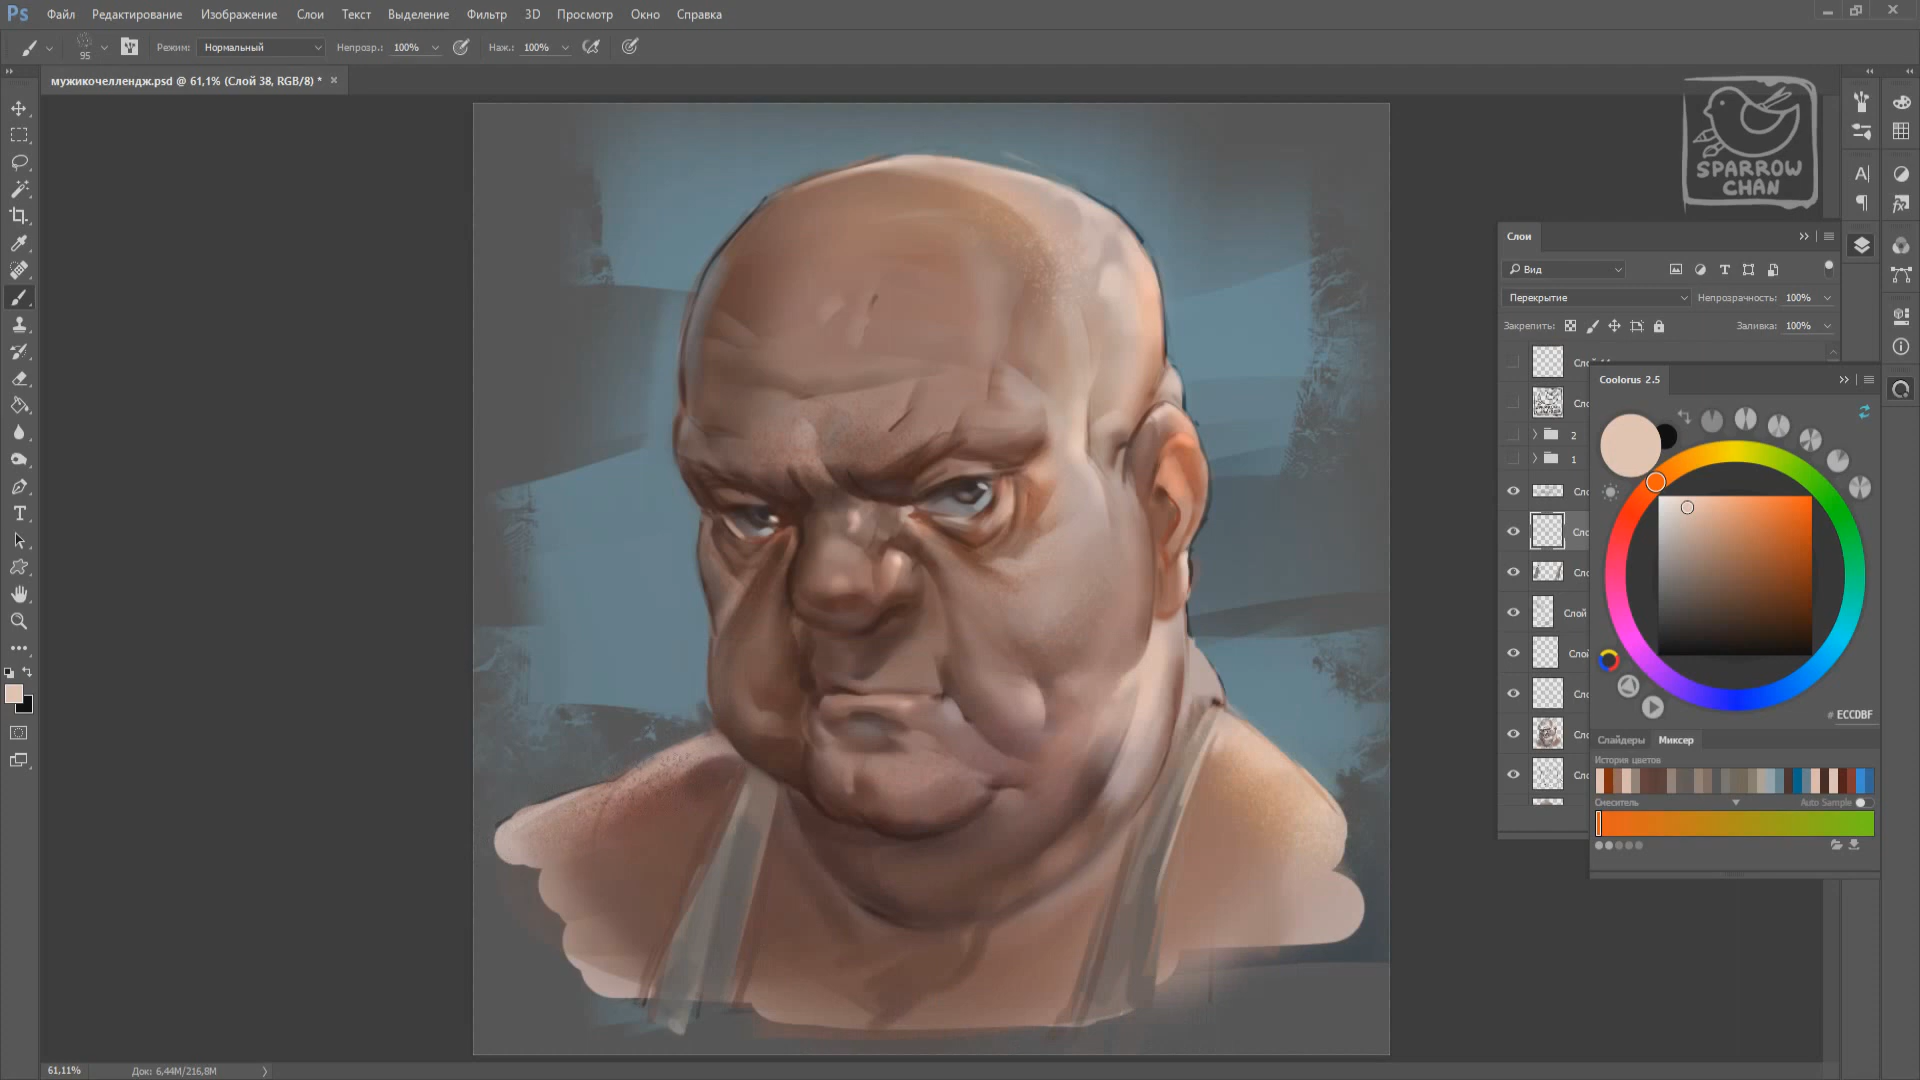 Ps Файл Редактирование Изображение Слои Текст Выделение Фильтр 3D Просмотр Окно Справка
95 Режим: Нормальный Непрозр.: 100% Наж.: 100%
мужикочеллендж.psd @ 61,1% (Слой 38, RGB/8) * ×
SPARROW
CHAN
Слои
Вид
Перекрытие Непрозрачность: 100%
Закрепить: Заливка: 100%
2
1
Слой
Слой
Coolorus 2.5
# ECCDBF
Слайдеры Миксер
История цветов
Смеситель Auto Sample
61,11% Док: 6,44M/216,8M